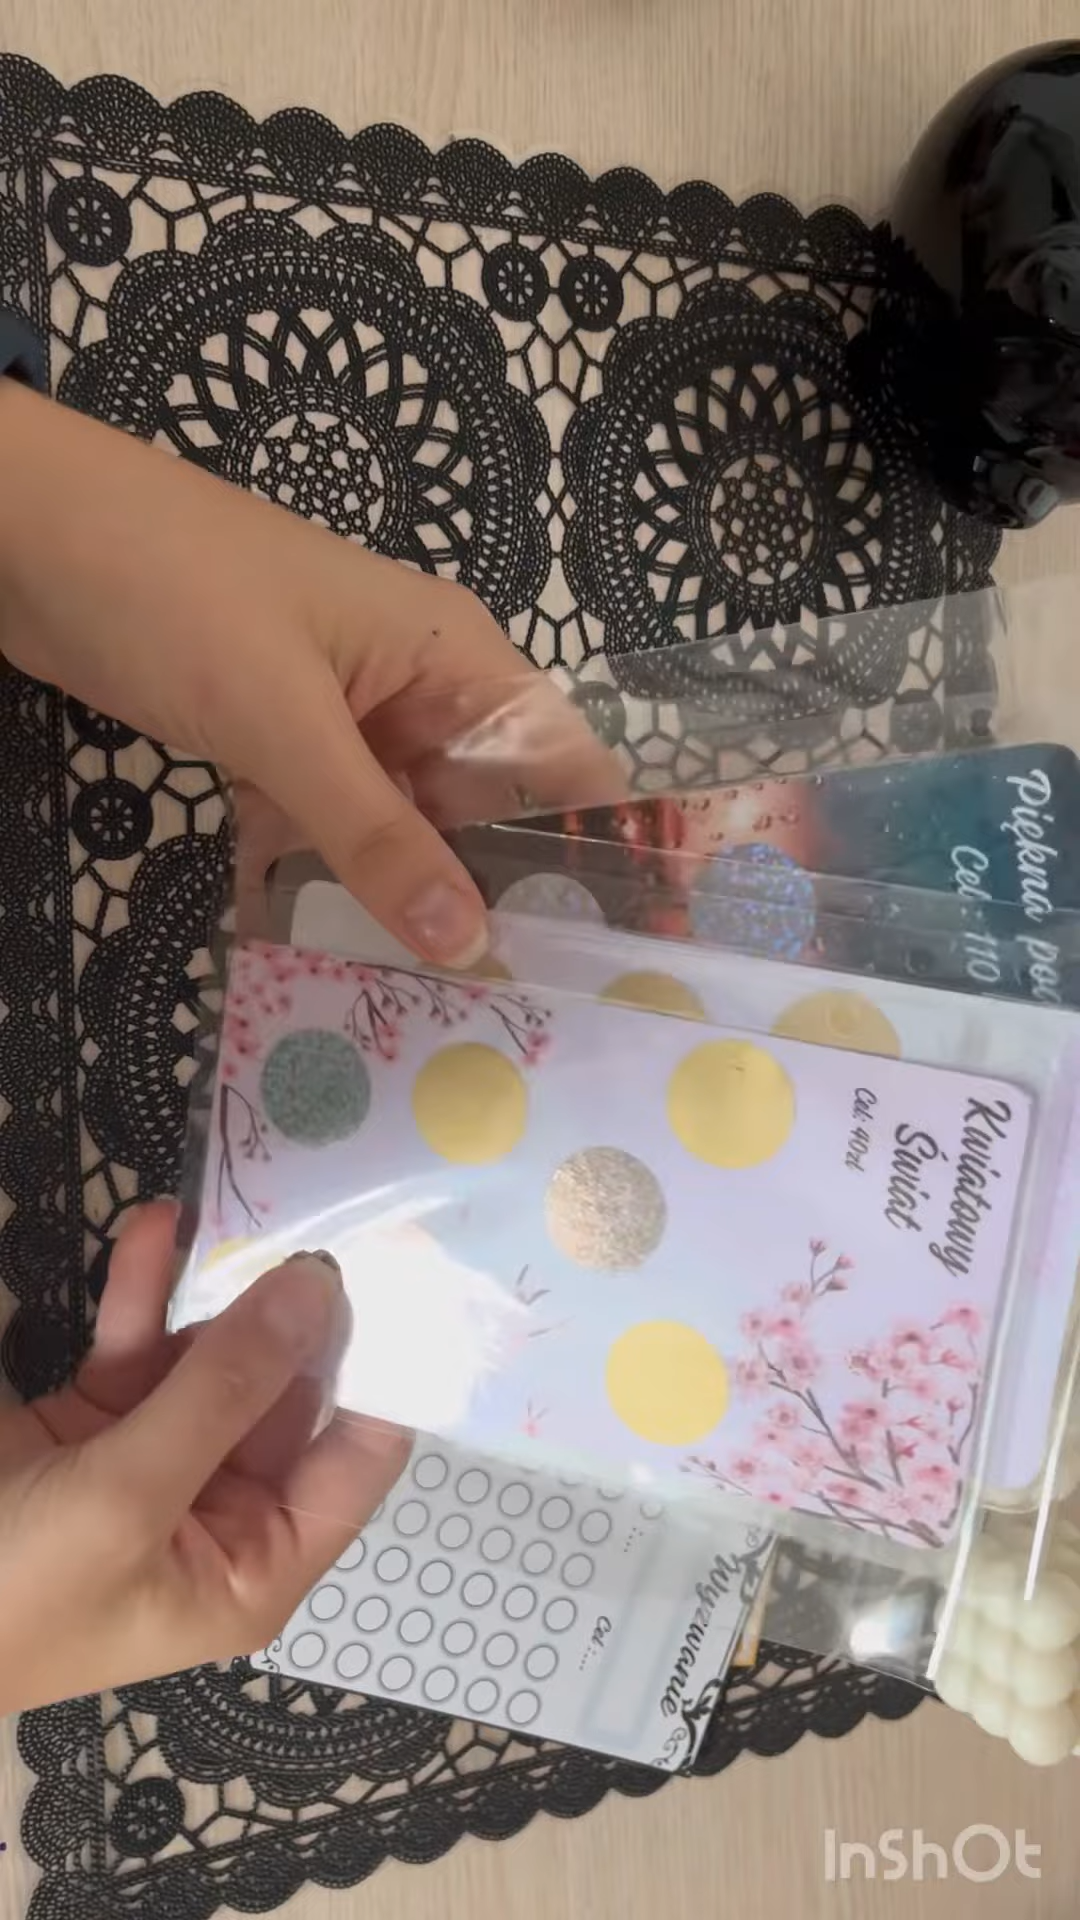 Piękna
Cel: 110
Kwiatowy
Świat
Cel: 40zł
Wyzwanie
Cel:....
InShOt